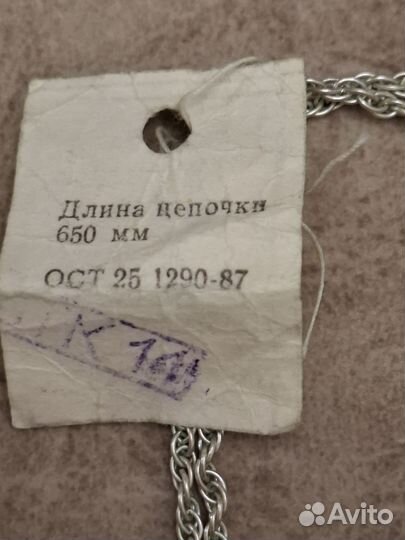 Длина цепочки
650 мм
ОСТ 25 1290-87
К
Avito